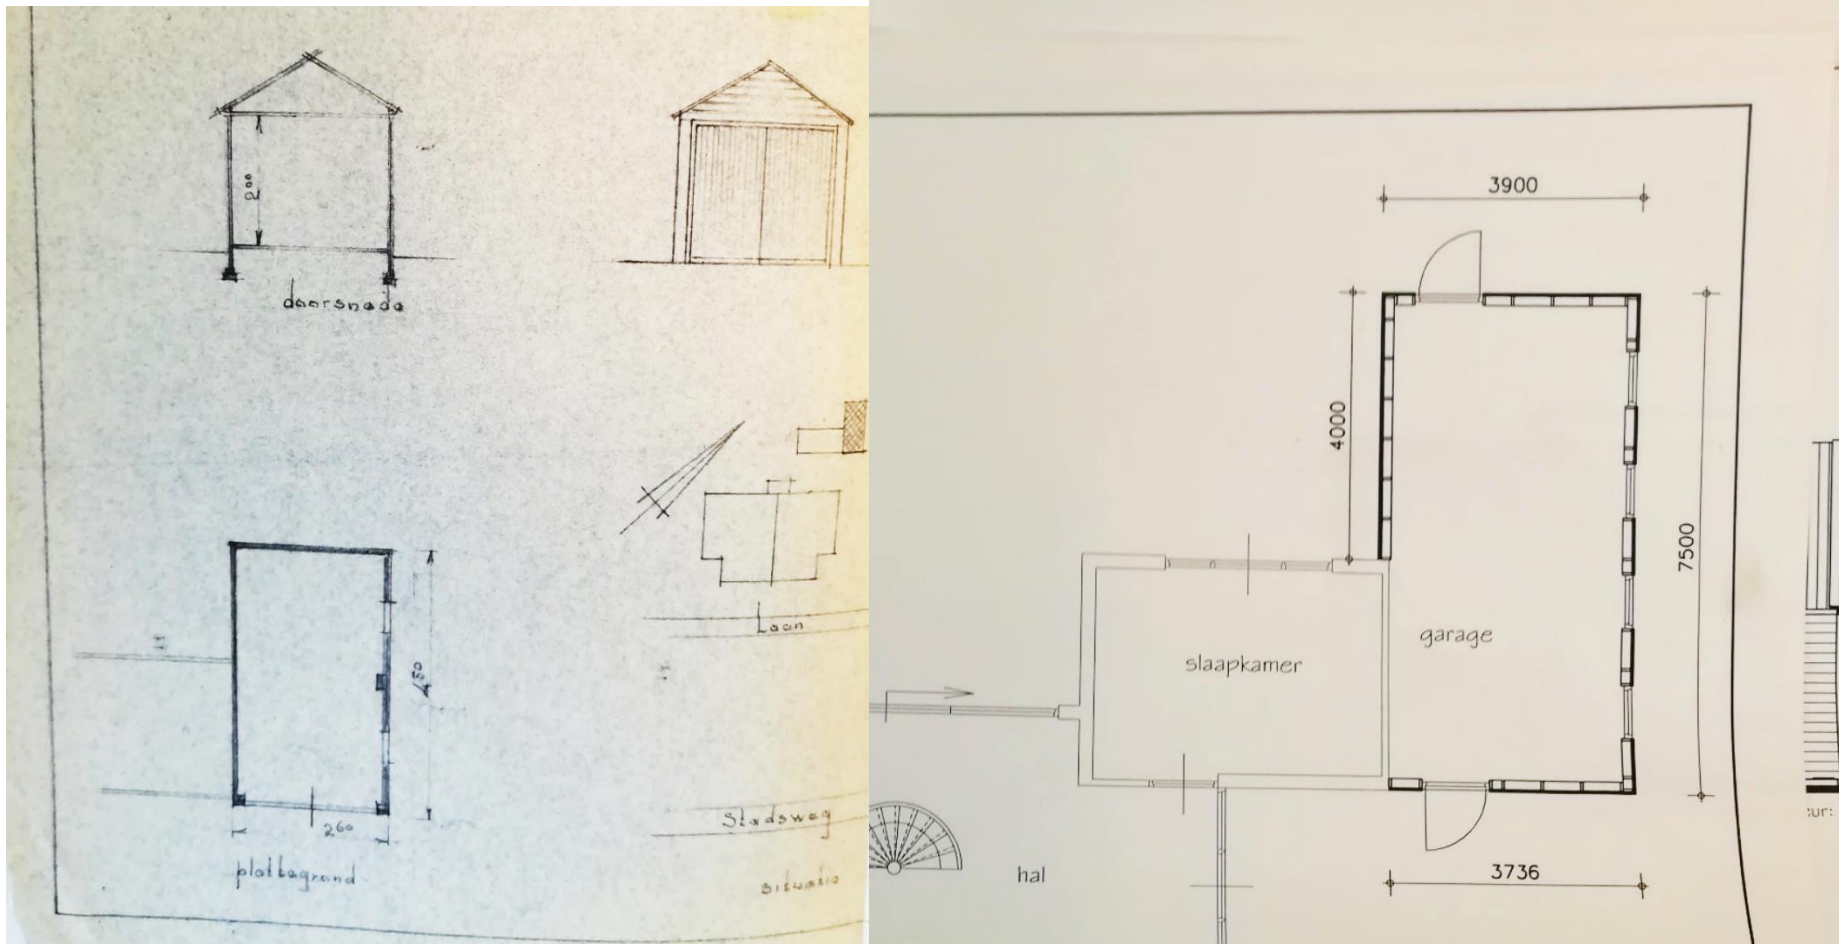 200
doorsnede
Laan
450
260
plattegrond
Stadsweg
situatie
3900
4000
7500
garage
slaapkamer
hal
3736